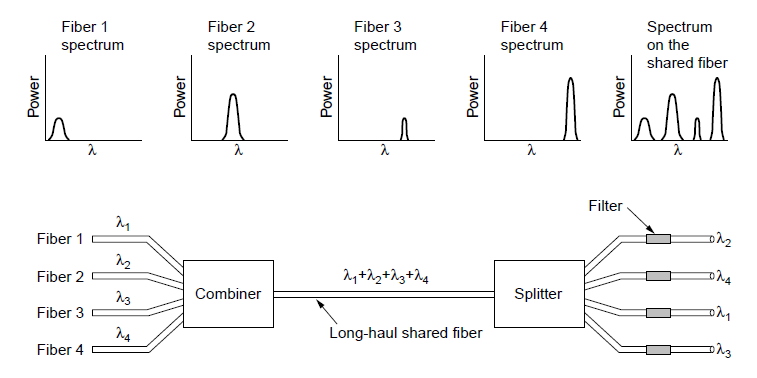 Fiber 1
spectrum
Fiber 2
spectrum
Fiber 3
spectrum
Fiber 4
spectrum
Spectrum
on the
shared fiber
Power
λ
Power
λ
Power
λ
Power
λ
Power
λ
Filter
Fiber 1
λ1
λ2
Fiber 2
λ2
λ1+λ2+λ3+λ4
λ4
Combiner
Splitter
Fiber 3
λ3
λ1
Long-haul shared fiber
Fiber 4
λ4
λ3